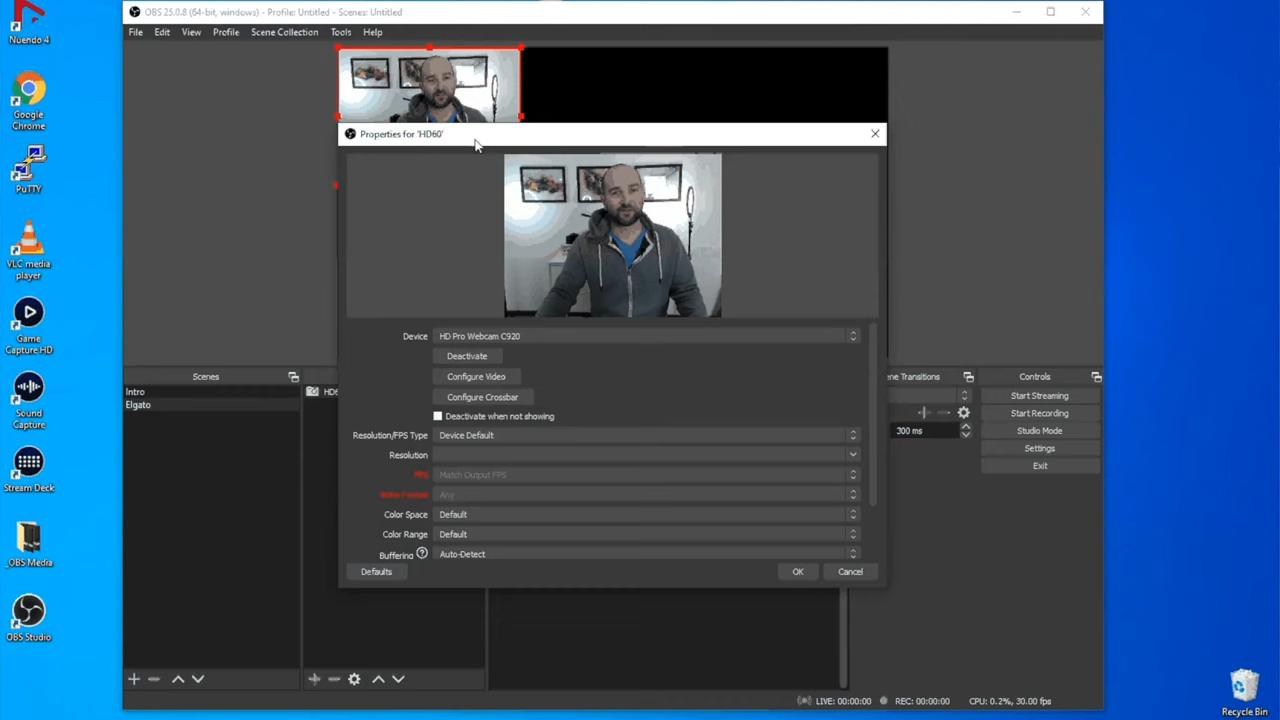 Nuendo 4
Google
Chrome
PuTTY
VLC media
player
Game
Capture HD
Sound
Capture
Stream Deck
_OBS Media
OBS Studio
Recycle Bin
OBS 25.0.8 (64-bit, windows) - Profile: Untitled - Scenes: Untitled
File Edit View Profile Scene Collection Tools Help
Properties for 'HD60'
Device HD Pro Webcam C920
Deactivate
Configure Video
Configure Crossbar
Deactivate when not showing
Resolution/FPS Type Device Default
Resolution
FPS Match Output FPS
Video Format Any
Color Space Default
Color Range Default
Buffering ? Auto-Detect
Defaults OK Cancel
Scenes
Intro
Elgato
HD6
ne Transitions
300 ms
Controls
Start Streaming
Start Recording
Studio Mode
Settings
Exit
LIVE: 00:00:00 REC: 00:00:00 CPU: 0.2%, 30.00 fps